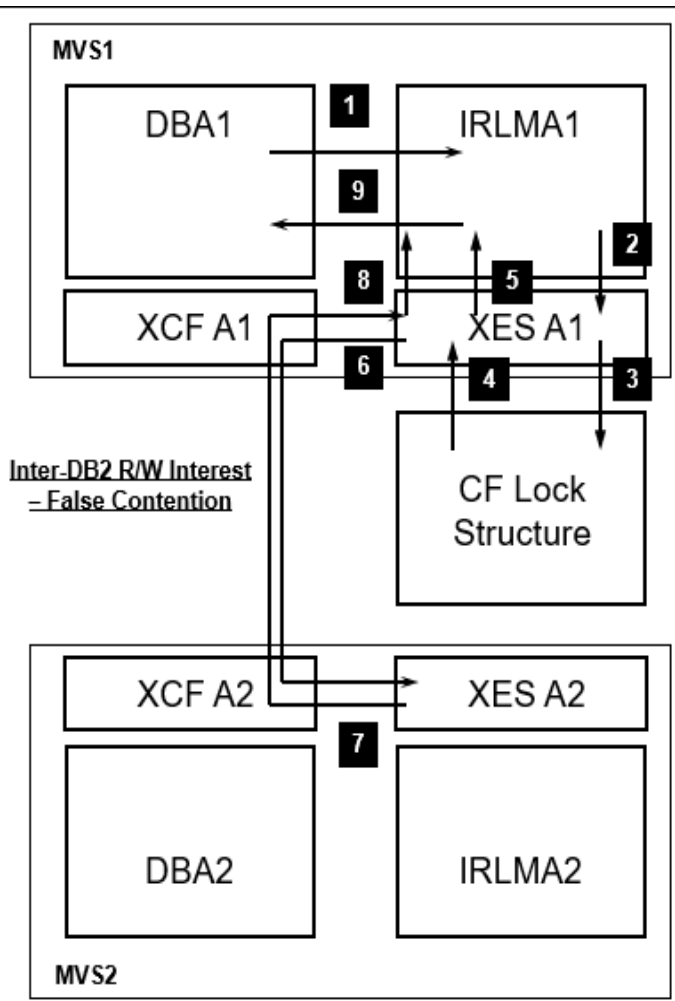 MVS1
DBA1
1
IRLMA1
9
2
8
5
XCF A1
XES A1
6
4
3
Inter-DB2 R/W Interest
– False Contention
CF Lock
Structure
XCF A2
XES A2
7
DBA2
IRLMA2
MVS2